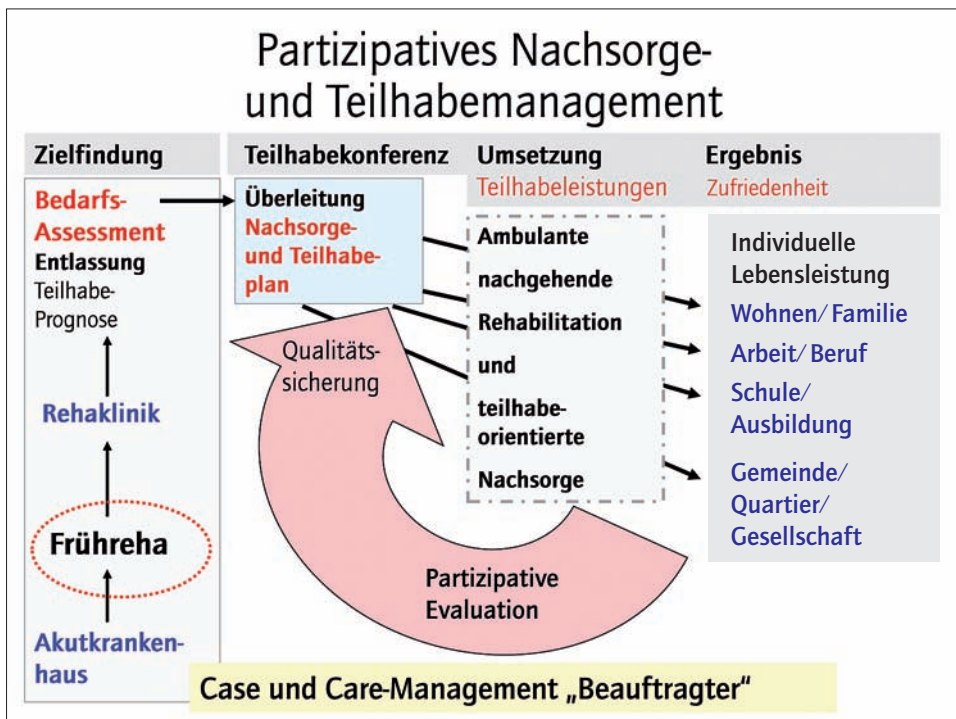 Partizipatives Nachsorge-
und Teilhabemanagement
Zielfindung
Bedarfs-
Assessment
Entlassung
Teilhabe-
Prognose
Rehaklinik
Frühreha
Akutkranken-
haus
Teilhabekonferenz
Überleitung
Nachsorge-
und Teilhabe-
plan
Qualitäts-
sicherung
Umsetzung
Teilhabeleistungen
Ambulante
nachgehende
Rehabilitation
und
teilhabe-
orientierte
Nachsorge
Partizipative
Evaluation
Ergebnis
Zufriedenheit
Individuelle
Lebensleistung
Wohnen/ Familie
Arbeit/ Beruf
Schule/
Ausbildung
Gemeinde/
Quartier/
Gesellschaft
Case und Care-Management „Beauftragter“